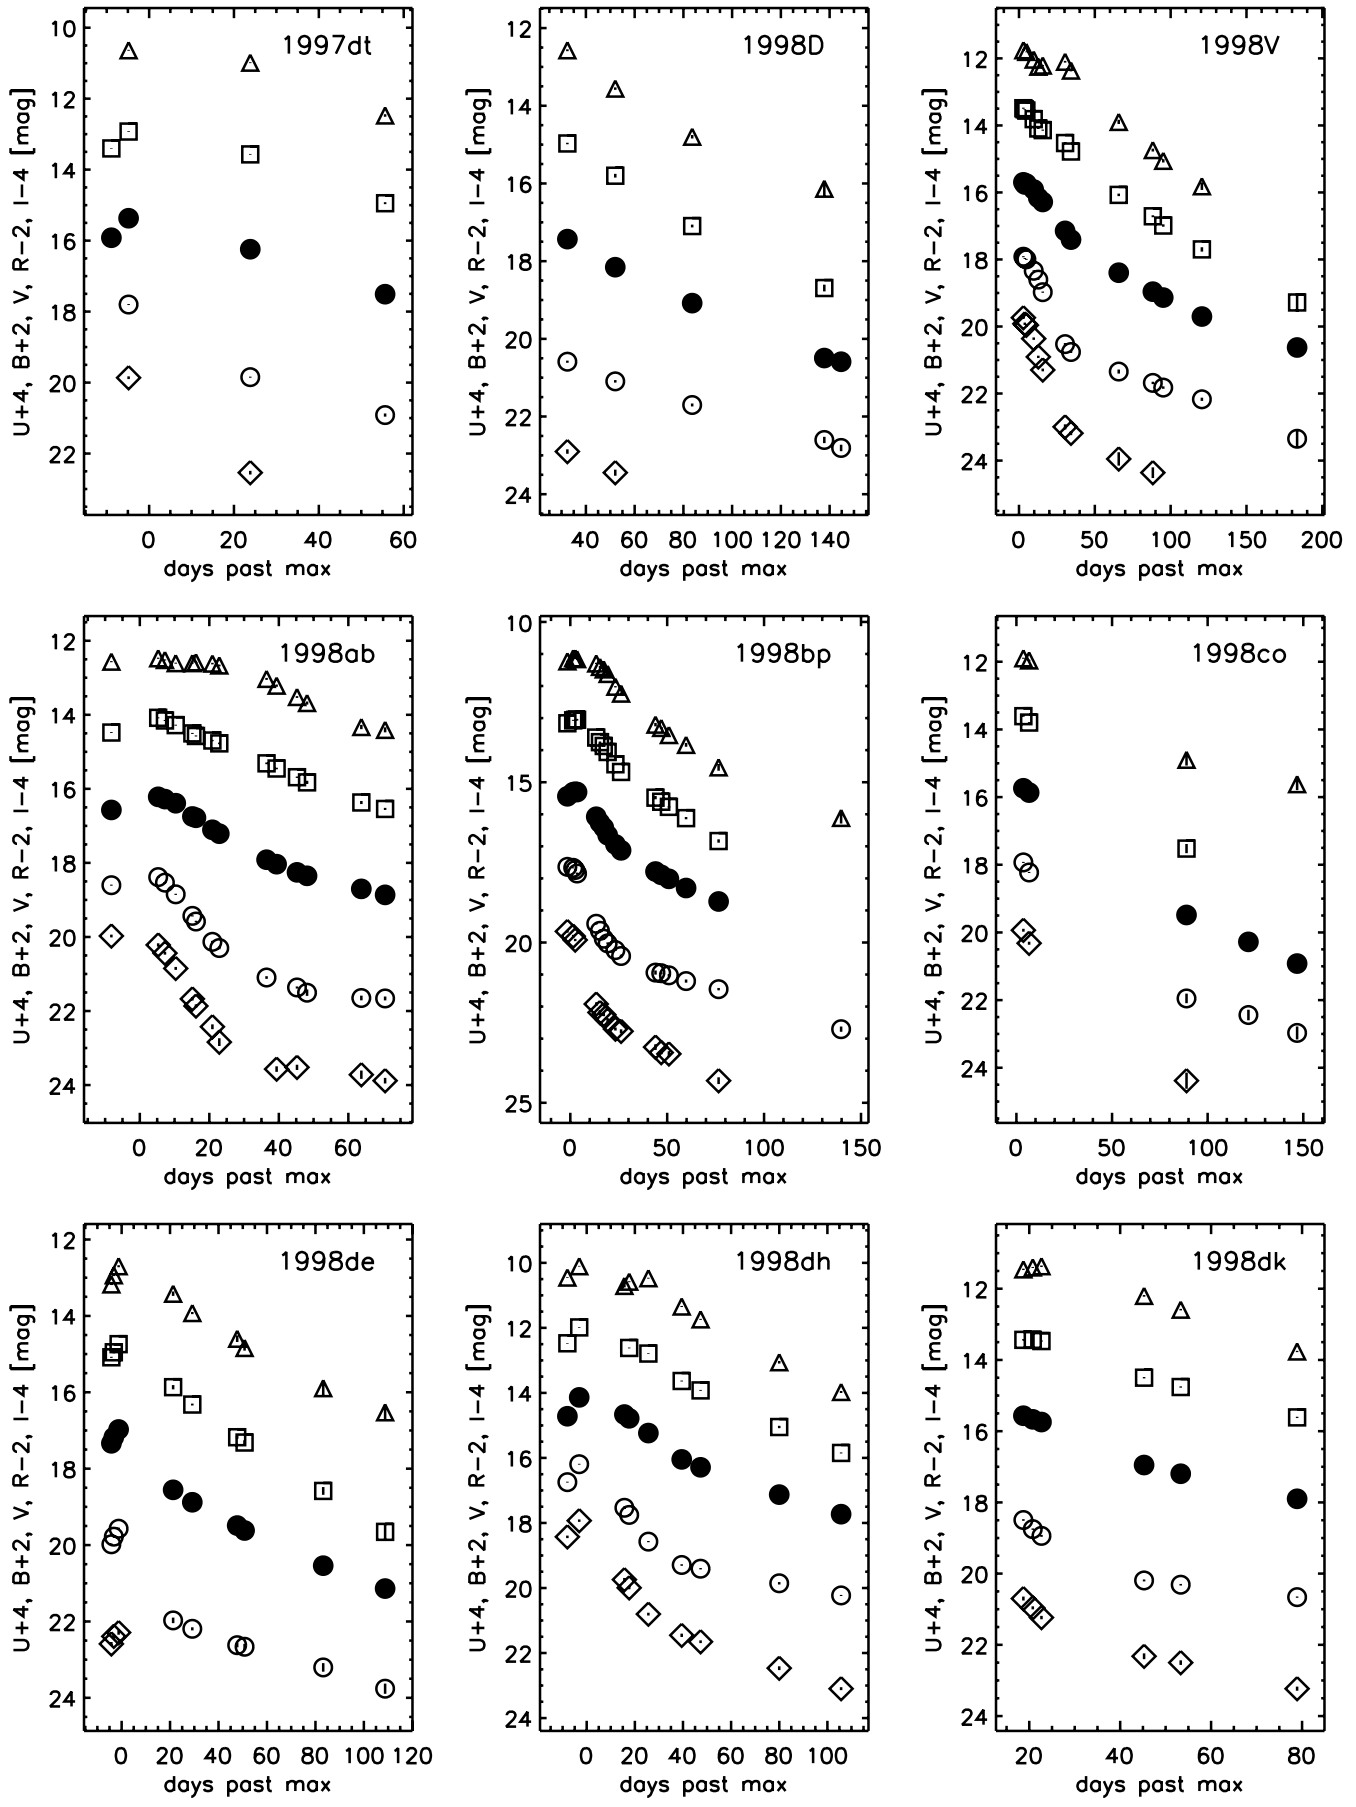 1997dt
10
12
14
16
18
20
22
U+4, B+2, V, R−2, I−4 [mag]
0 20 40 60
days past max
1998D
12
14
16
18
20
22
24
U+4, B+2, V, R−2, I−4 [mag]
40 60 80 100 120 140
days past max
1998V
12
14
16
18
20
22
24
U+4, B+2, V, R−2, I−4 [mag]
0 50 100 150 200
days past max
1998ab
12
14
16
18
20
22
24
U+4, B+2, V, R−2, I−4 [mag]
0 20 40 60
days past max
1998bp
10
15
20
25
U+4, B+2, V, R−2, I−4 [mag]
0 50 100 150
days past max
1998co
12
14
16
18
20
22
24
U+4, B+2, V, R−2, I−4 [mag]
0 50 100 150
days past max
1998de
12
14
16
18
20
22
24
U+4, B+2, V, R−2, I−4 [mag]
0 20 40 60 80 100 120
days past max
1998dh
10
12
14
16
18
20
22
24
U+4, B+2, V, R−2, I−4 [mag]
0 20 40 60 80 100
days past max
1998dk
12
14
16
18
20
22
24
U+4, B+2, V, R−2, I−4 [mag]
20 40 60 80
days past max